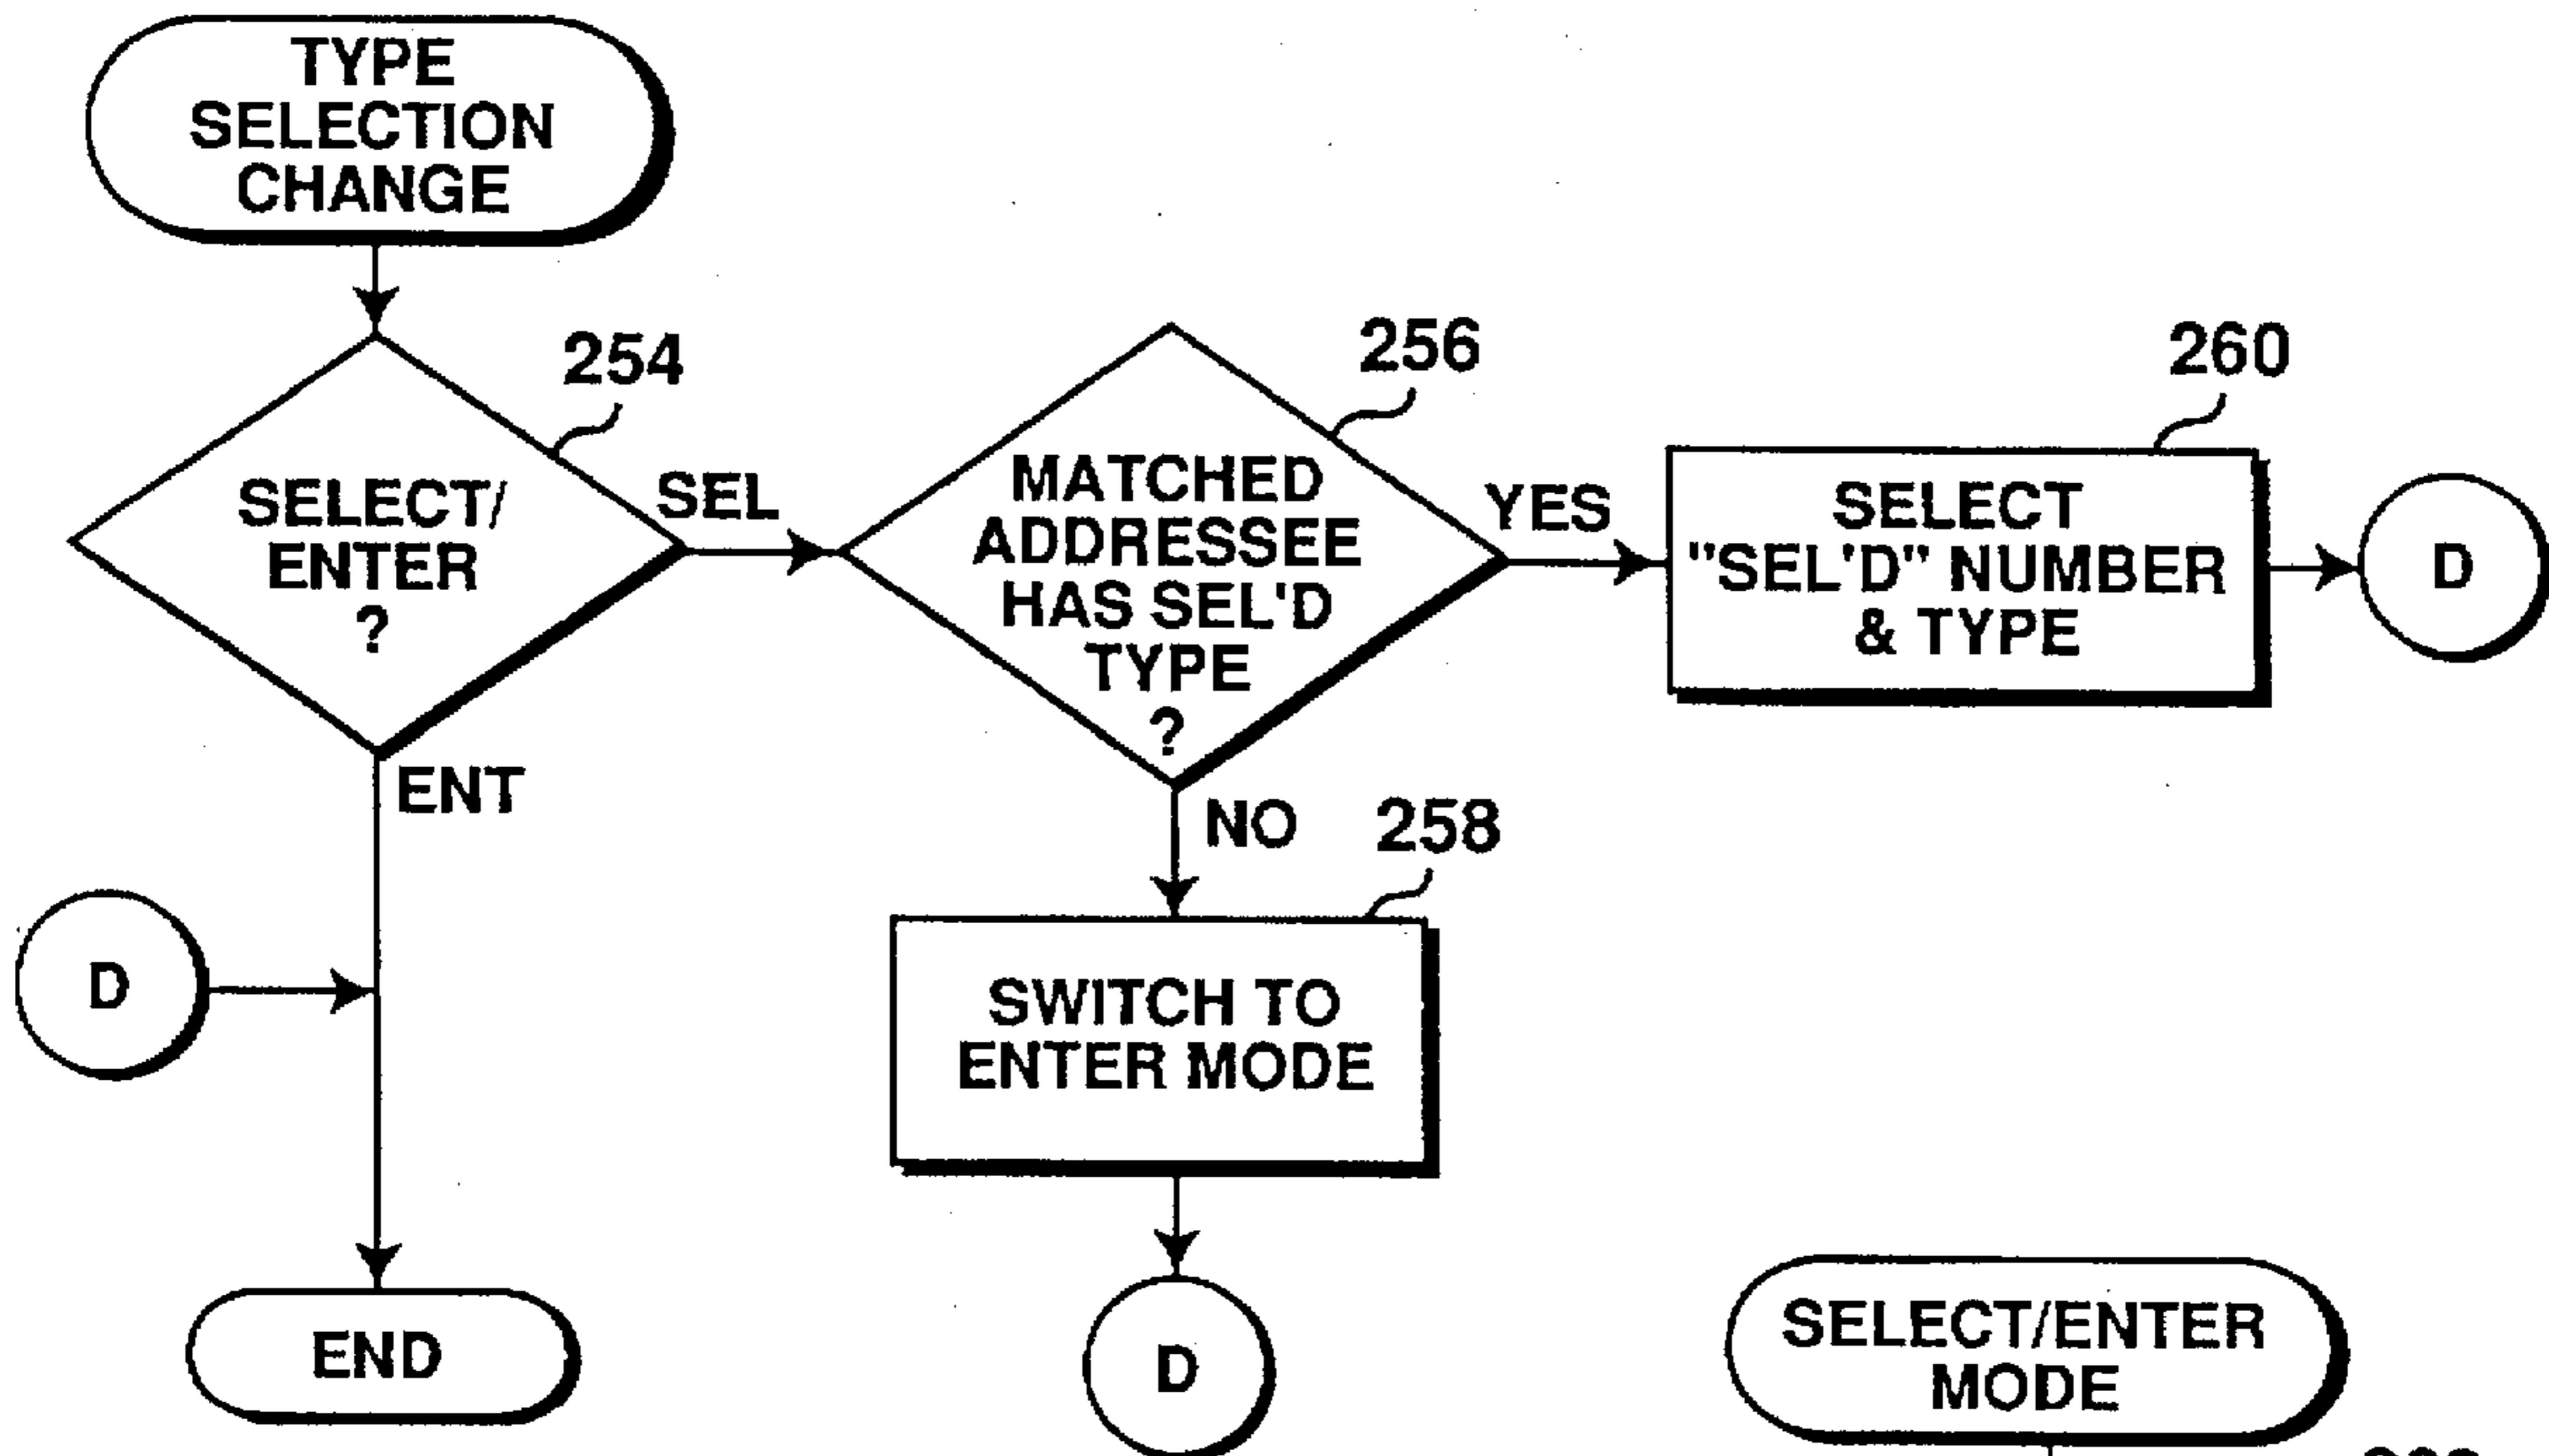 TYPE
SELECTION
CHANGE
254
SELECT/
ENTER
?
SEL
ENT
256
MATCHED
ADDRESSEE
HAS SEL'D
TYPE
?
YES
260
SELECT
"SEL'D" NUMBER
& TYPE
D
NO
258
SWITCH TO
ENTER MODE
D
D
END
SELECT/ENTER
MODE